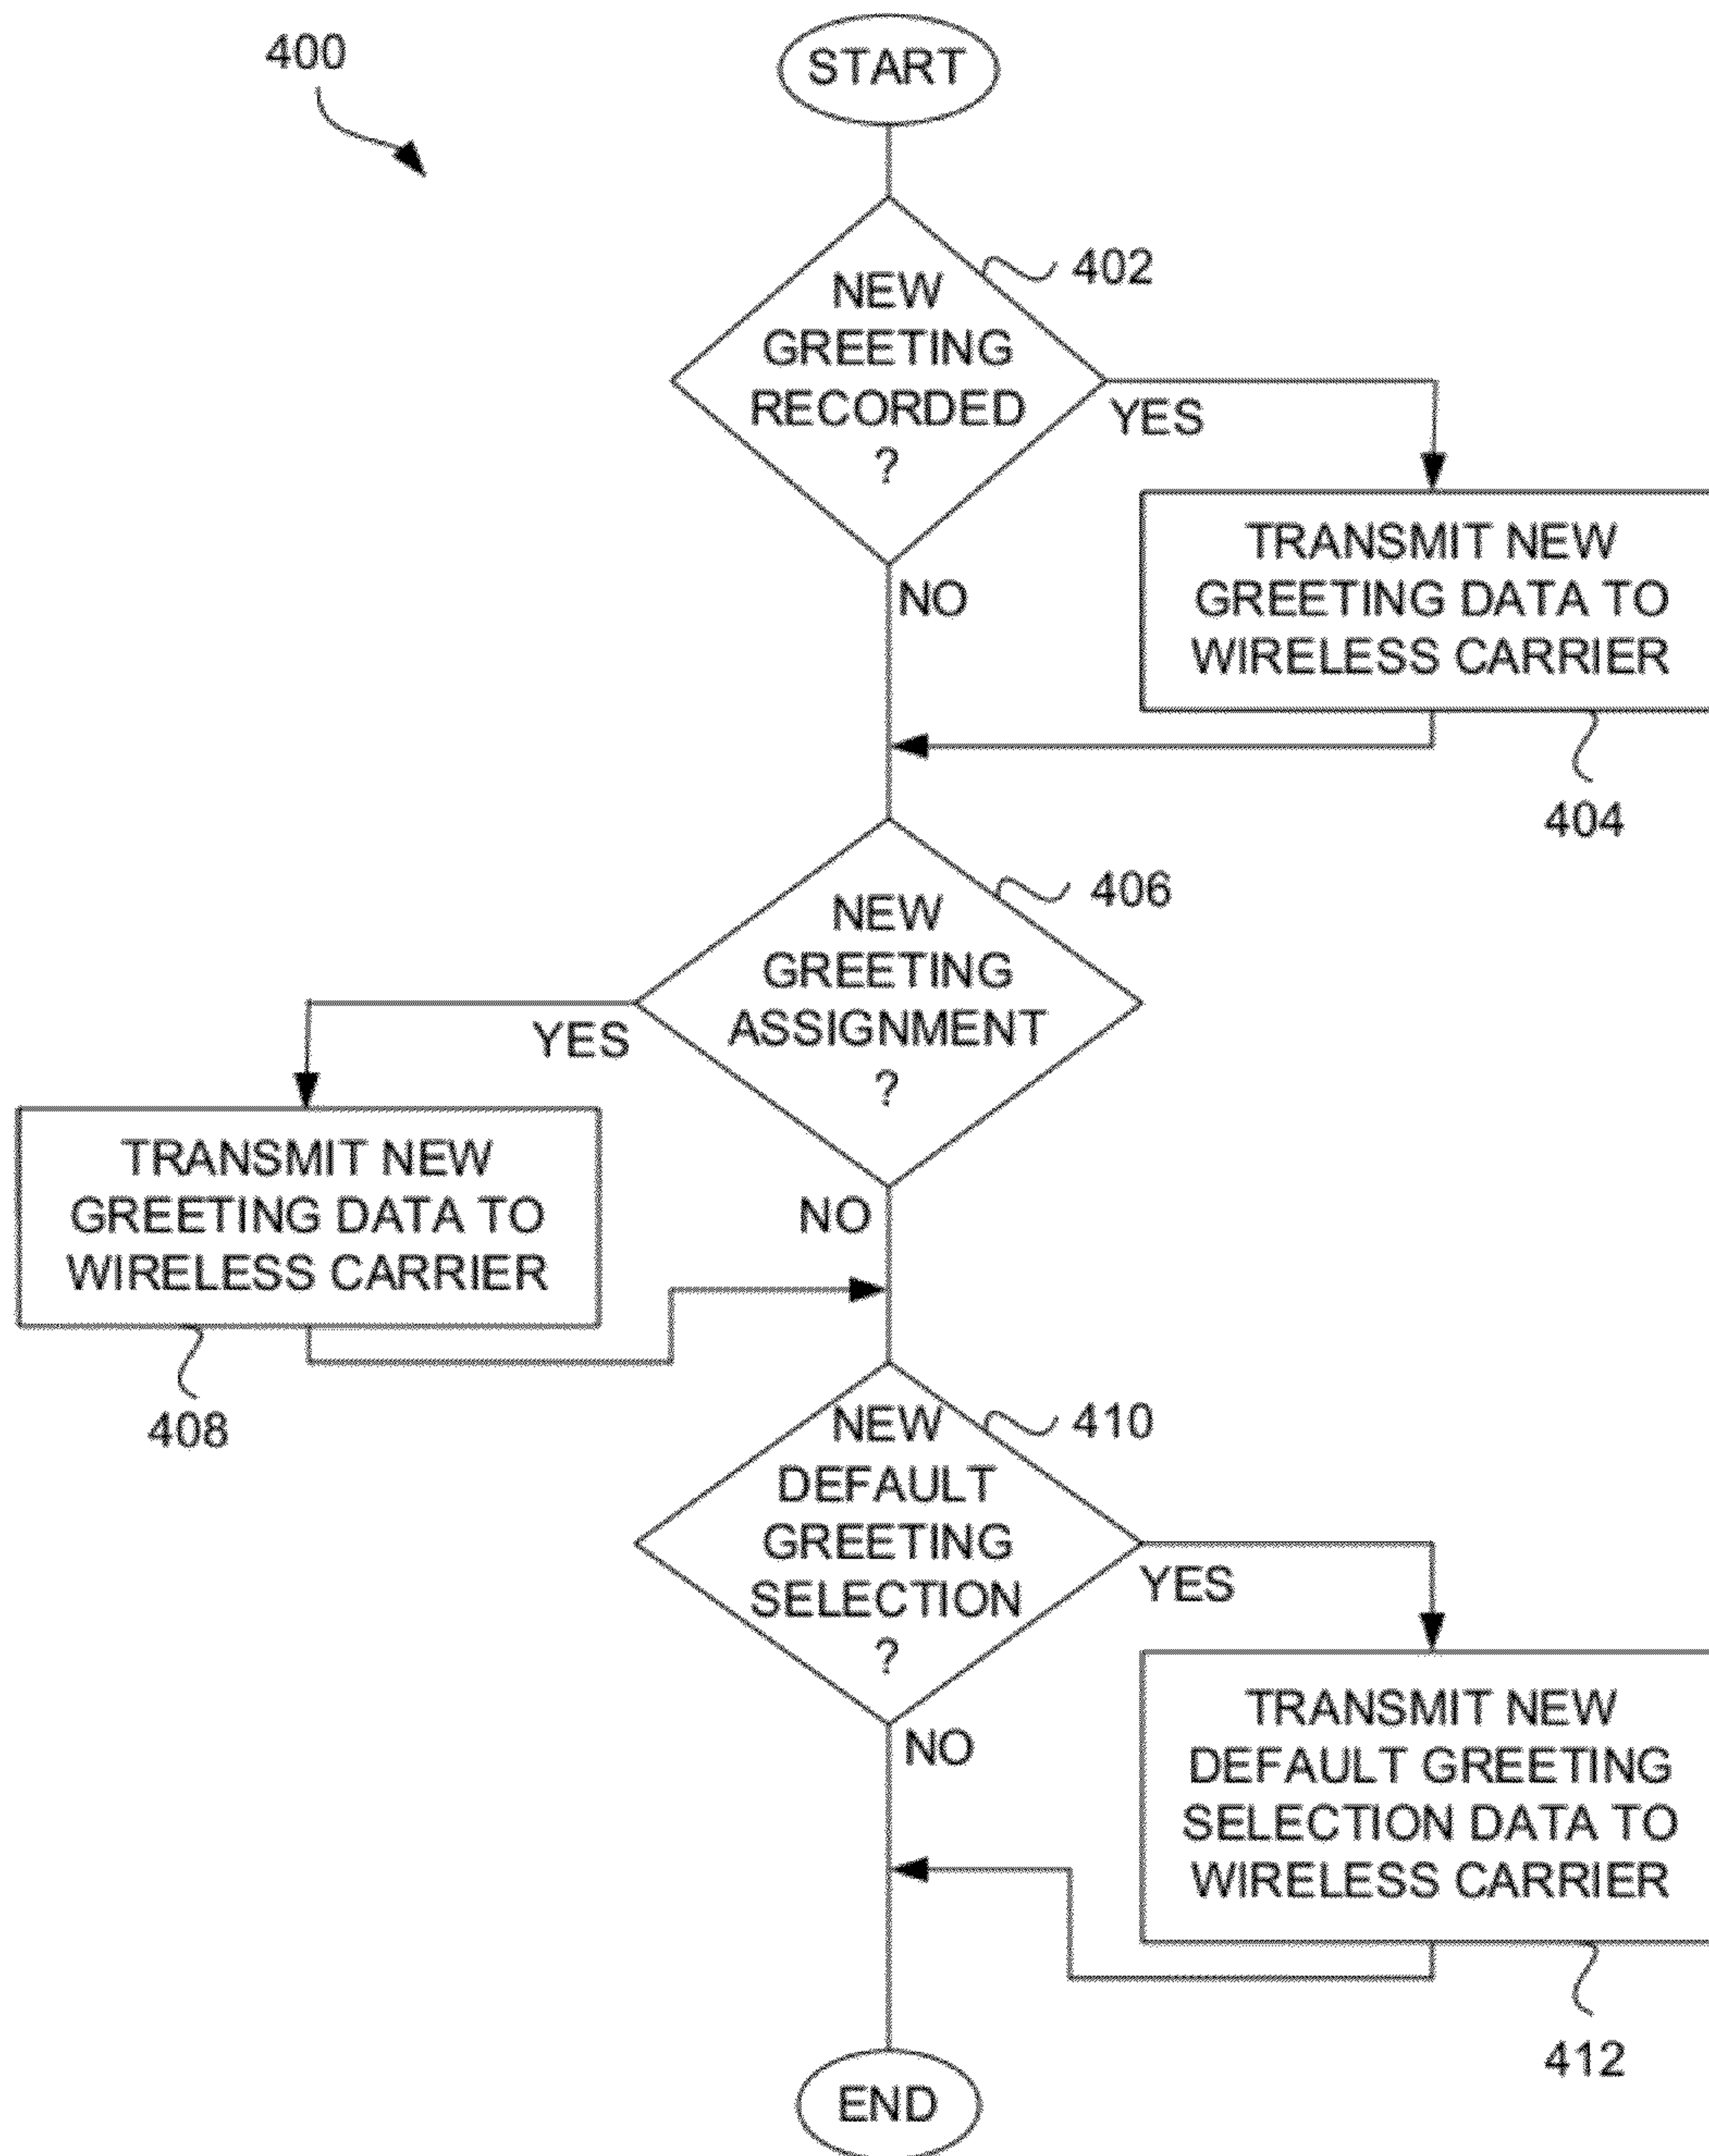 400
START
402
NEW
GREETING
RECORDED
?
YES
NO
TRANSMIT NEW
GREETING DATA TO
WIRELESS CARRIER
404
406
NEW
GREETING
ASSIGNMENT
?
YES
NO
TRANSMIT NEW
GREETING DATA TO
WIRELESS CARRIER
408
410
NEW
DEFAULT
GREETING
SELECTION
?
YES
NO
TRANSMIT NEW
DEFAULT GREETING
SELECTION DATA TO
WIRELESS CARRIER
412
END